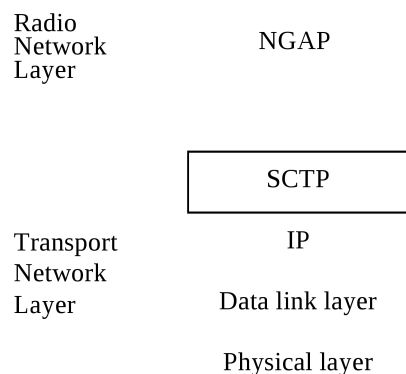 Radio
Network
Layer
NGAP
SCTP
Transport
Network
Layer
IP
Data link layer
Physical layer